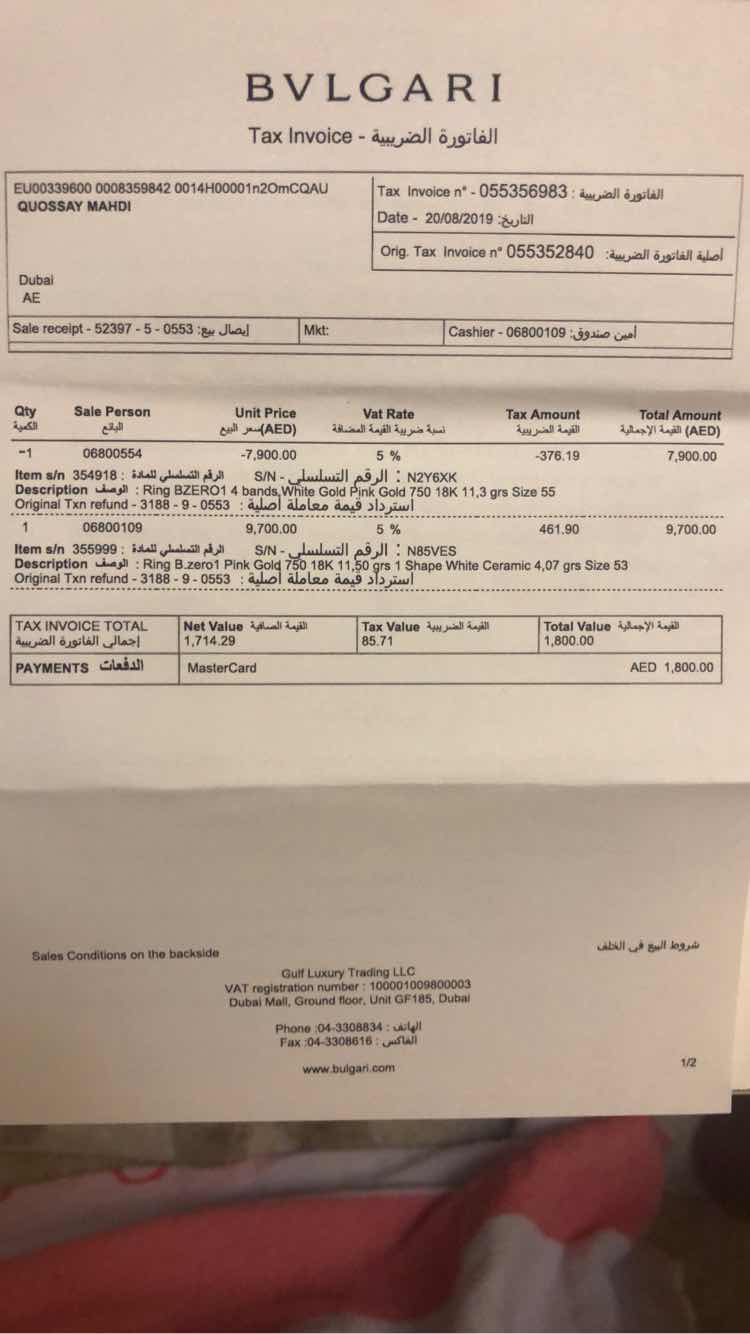 BVLGARI
Tax Invoice - الفاتورة الضريبية
EU00339600 0008359842 0014H00001n2OmCQAU
QUOSSAY MAHDI
Dubai
AE
Tax Invoice n° - 055356983 : الفاتورة الضريبية
Date - 20/08/2019 :التاريخ
Orig. Tax Invoice n° 055352840 :أصلية الفاتورة الضريبية
Sale receipt - 52397 - 5 - 0553 :إيصال بيع Mkt: Cashier - 06800109 :أمين صندوق
Qty Sale Person Unit Price Vat Rate Tax Amount Total Amount
الكمية البائع سعر البيع(AED) نسبة ضريبة القيمة المضافة القيمة الضريبية القيمة الإجمالية (AED)
-1 06800554 -7,900.00 5 % -376.19 7,900.00
Item s/n 354918 : الرقم التسلسلي للمادة S/N - الرقم التسلسلي : N2Y6XK
Description الوصف : Ring BZERO1 4 bands,White Gold Pink Gold 750 18K 11,3 grs Size 55
Original Txn refund - 3188 - 9 - 0553 : استرداد قيمة معاملة أصلية
1 06800109 9,700.00 5 % 461.90 9,700.00
Item s/n 355999 : الرقم التسلسلي للمادة S/N - الرقم التسلسلي : N85VES
Description الوصف : Ring B.zero1 Pink Gold 750 18K 11,50 grs 1 Shape White Ceramic 4,07 grs Size 53
Original Txn refund - 3188 - 9 - 0553 : استرداد قيمة معاملة أصلية
TAX INVOICE TOTAL Net Value القيمة الصافية Tax Value القيمة الضريبية Total Value القيمة الإجمالية
إجمالي الفاتورة الضريبية 1,714.29 85.71 1,800.00
PAYMENTS الدفعات MasterCard AED 1,800.00
Sales Conditions on the backside شروط البيع في الخلف
Gulf Luxury Trading LLC
VAT registration number : 100001009800003
Dubai Mall, Ground floor, Unit GF185, Dubai
Phone :04-3308834 : الهاتف
Fax :04-3308616 : الفاكس
www.bulgari.com
1/2